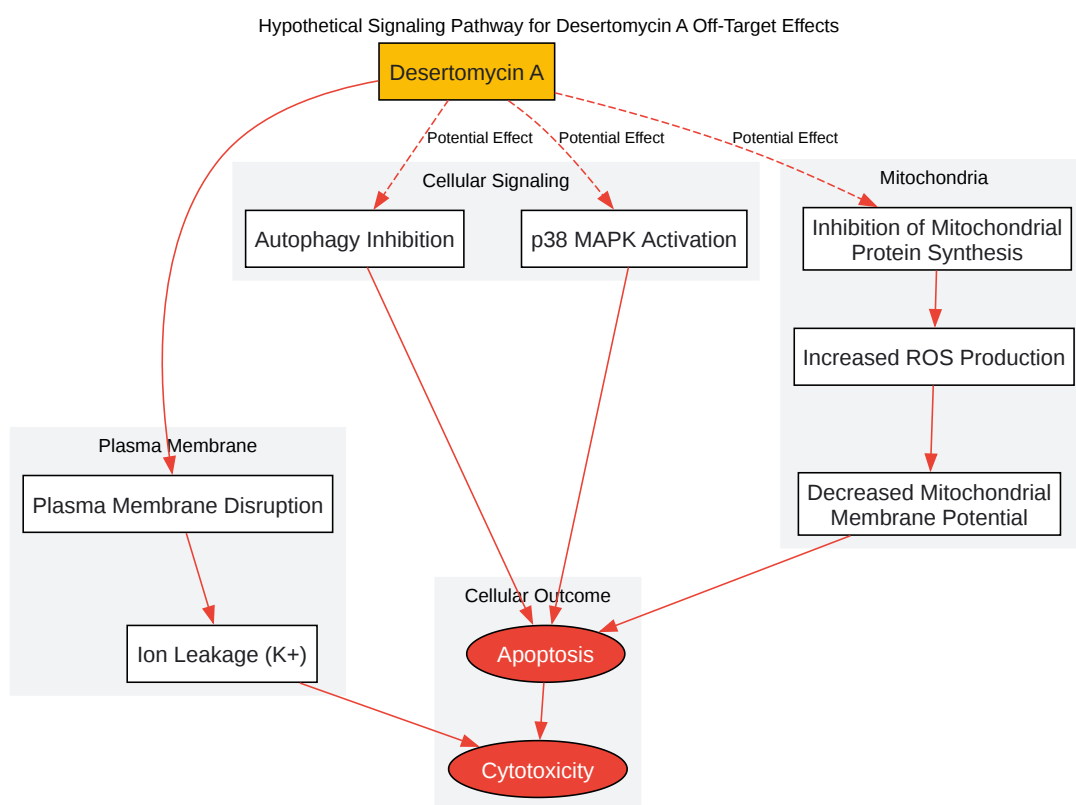 Hypothetical Signaling Pathway for Desertomycin A Off-Target Effects
Desertomycin A
Potential Effect
Potential Effect
Potential Effect
Cellular Signaling
Autophagy Inhibition
p38 MAPK Activation
Mitochondria
Inhibition of Mitochondrial
Protein Synthesis
Increased ROS Production
Decreased Mitochondrial
Membrane Potential
Plasma Membrane
Plasma Membrane Disruption
Ion Leakage (K+)
Cellular Outcome
Apoptosis
Cytotoxicity